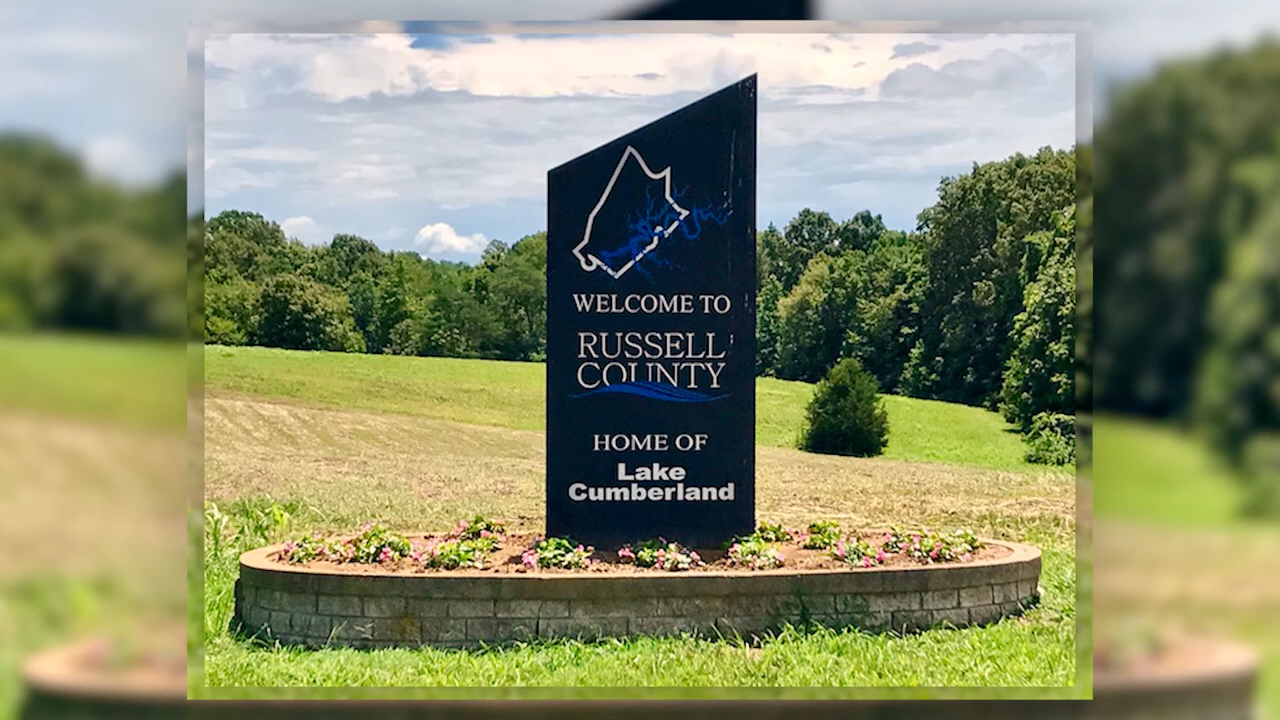 WELCOME TO
RUSSELL
COUNTY
HOME OF
Lake
Cumberland